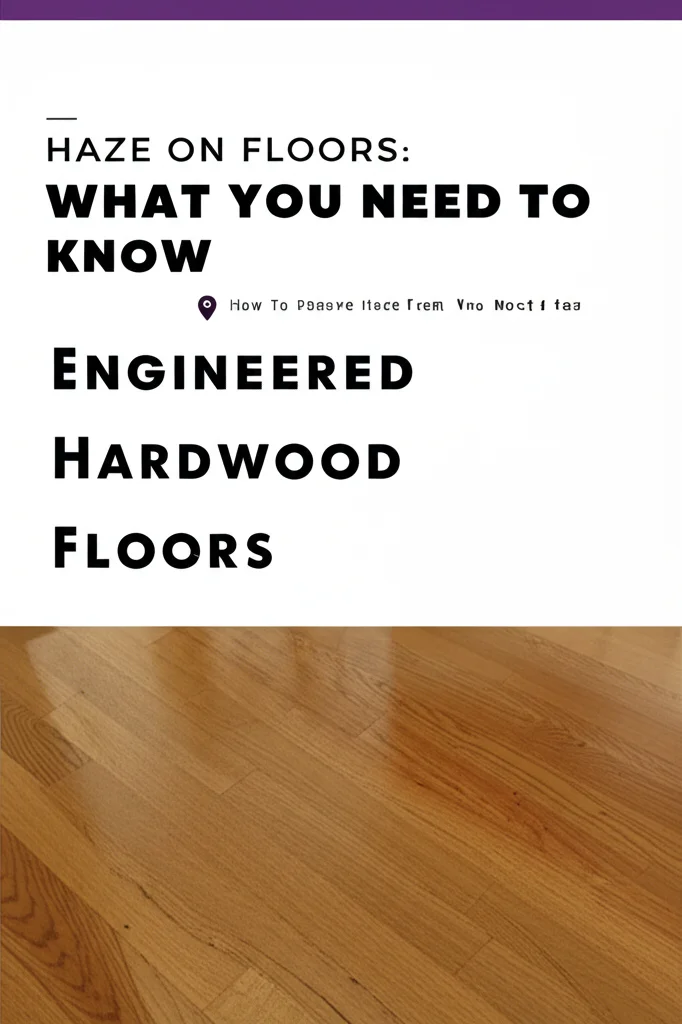 HAZE ON FLOORS:
WHAT YOU NEED TO
KNOW
How To
ENGINEERED
HARDWOOD
FLOORS